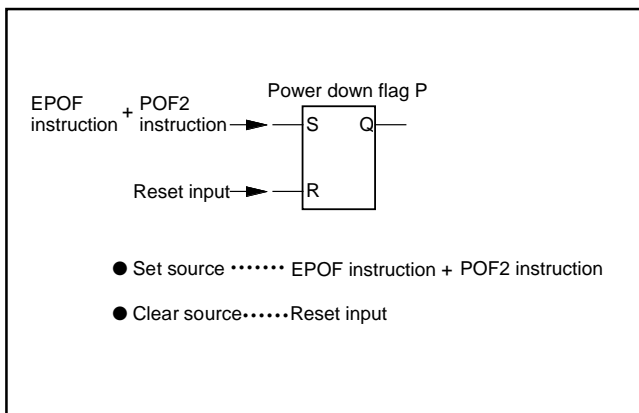 Power down flag P
EPOF instruction + POF2 instruction
S Q
Reset input
R
● Set source ••••••• EPOF instruction + POF2 instruction
● Clear source •••••• Reset input